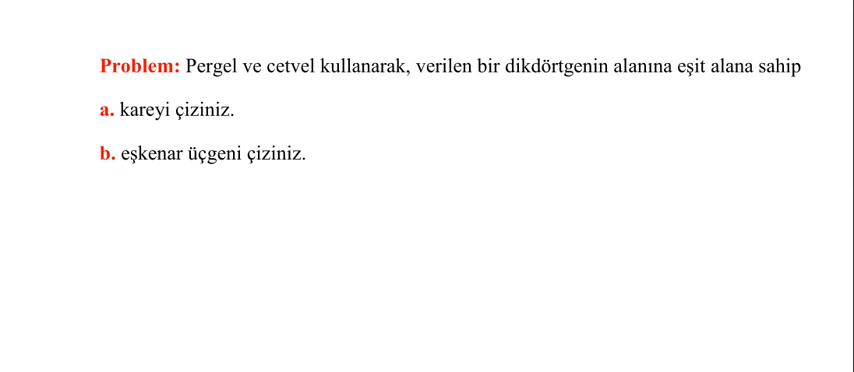 Problem: Pergel ve cetvel kullanarak, verilen bir dikdörtgenin alanına eşit alana sahip
a. kareyi çiziniz.
b. eşkenar üçgeni çiziniz.